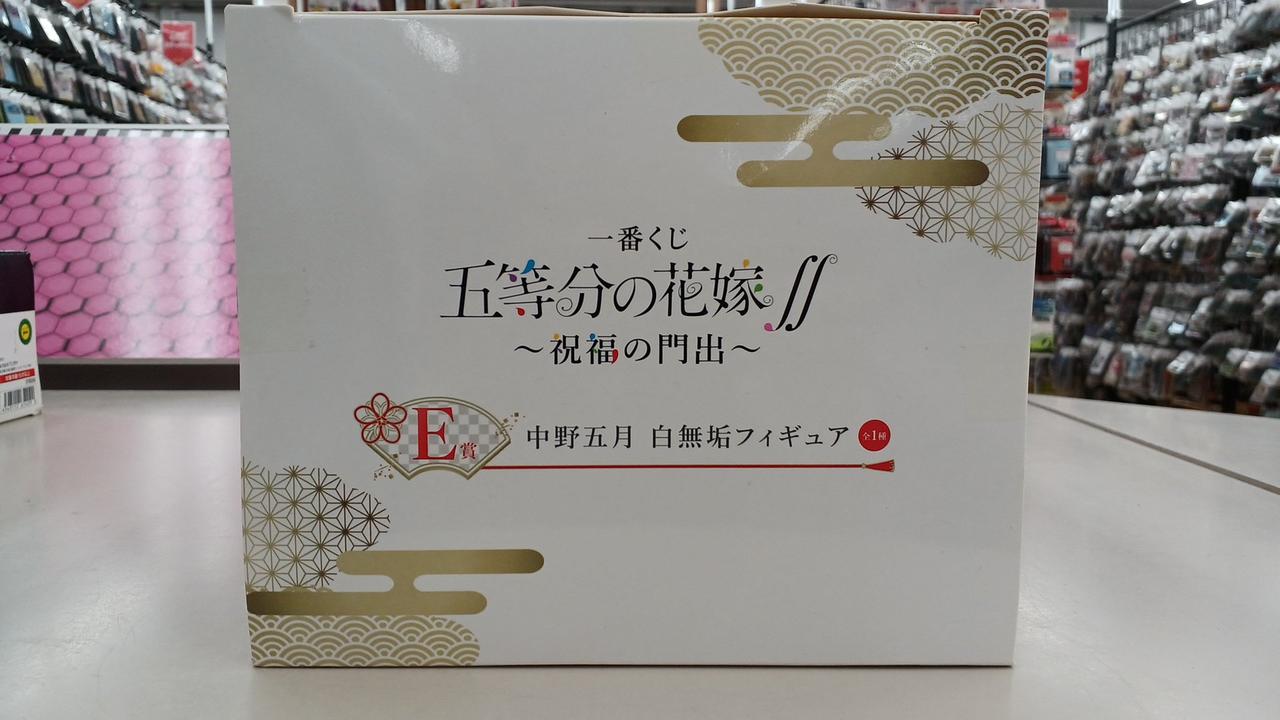 一番くじ
五等分の花嫁∬
～祝福の門出～
E賞 中野五月 白無垢フィギュア 全1種